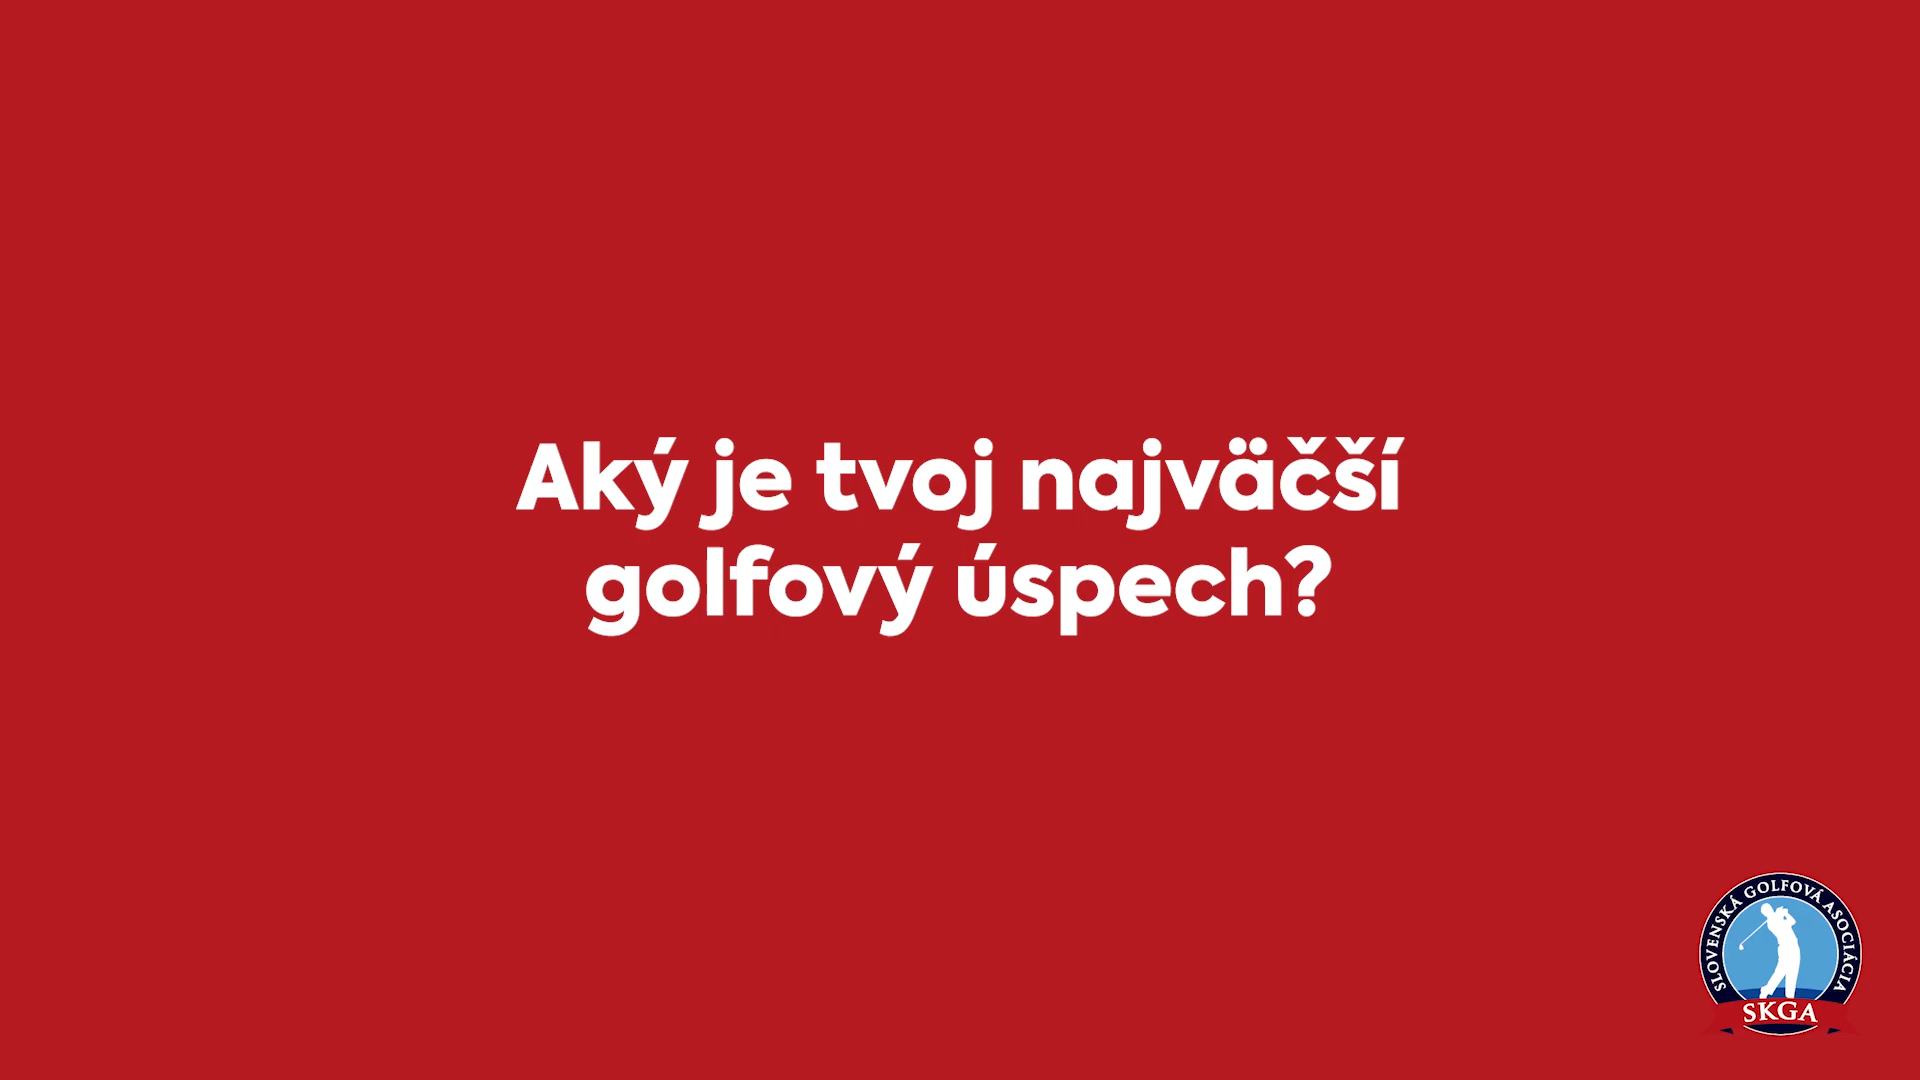 Aký je tvoj najväčší
golfový úspech?
SLOVENSKÁ GOLFOVÁ ASOCIÁCIA
SKGA